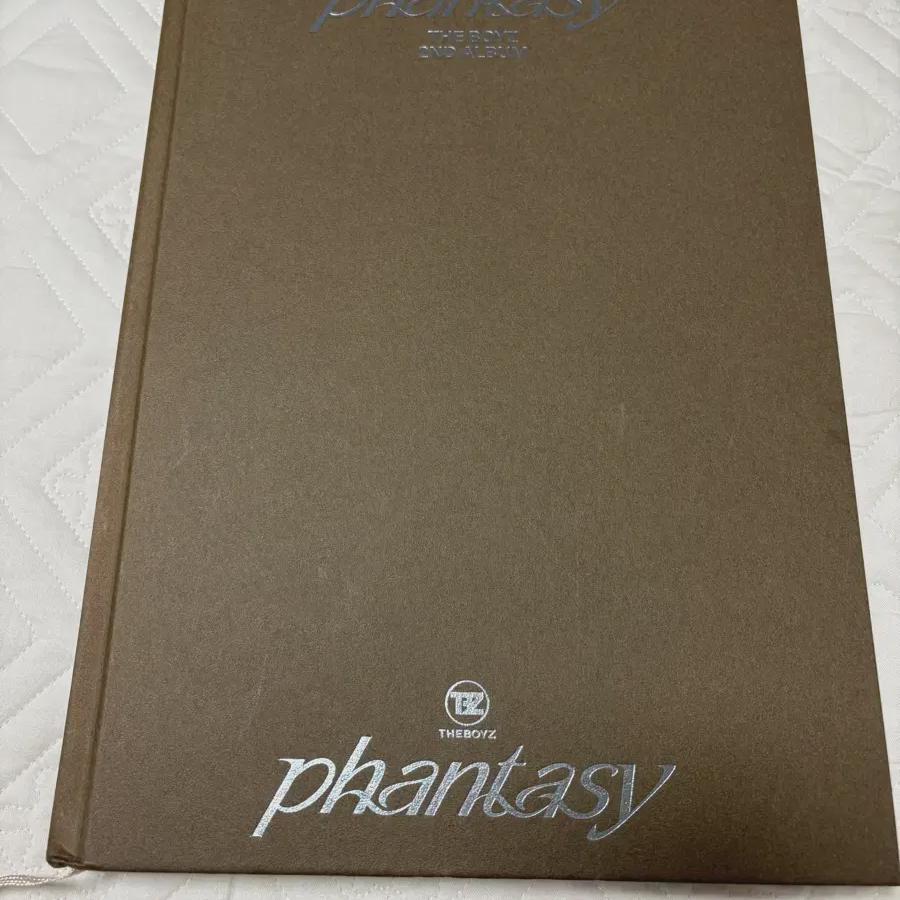 phantasy
THE BOYZ
2ND ALBUM
TBZ
THEBOYZ
phantasy